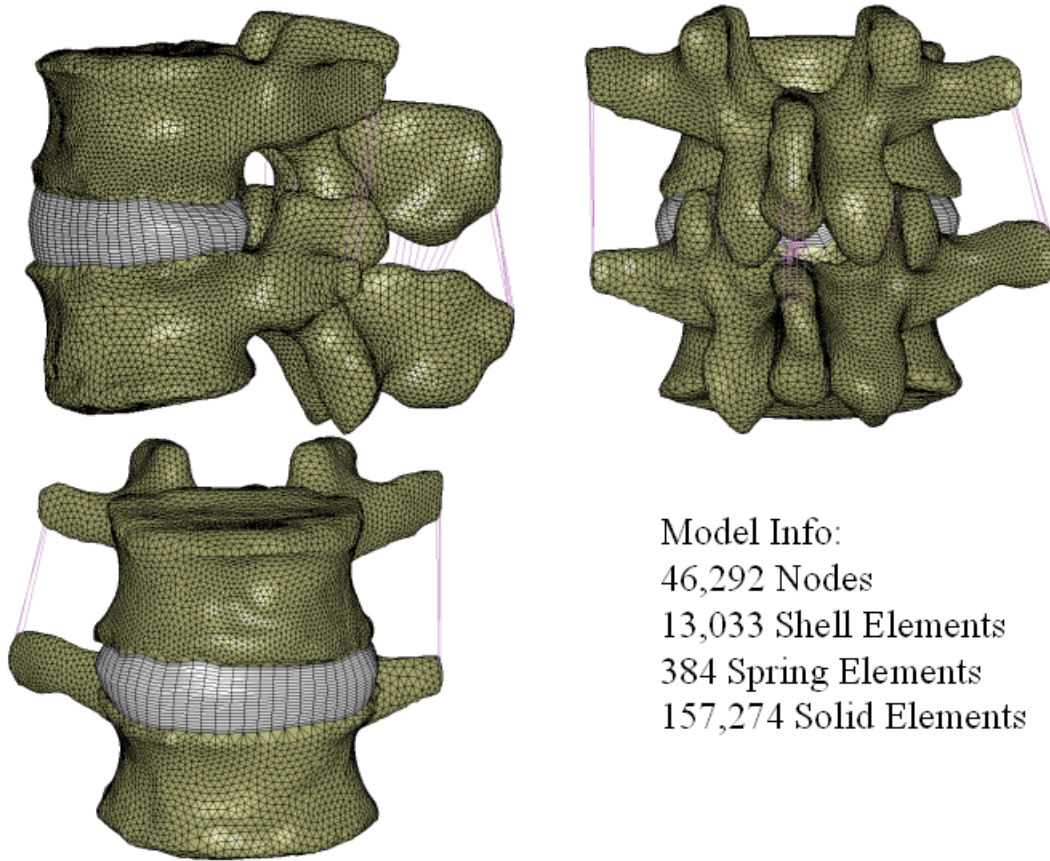 Model Info:
46,292 Nodes
13,033 Shell Elements
384 Spring Elements
157,274 Solid Elements